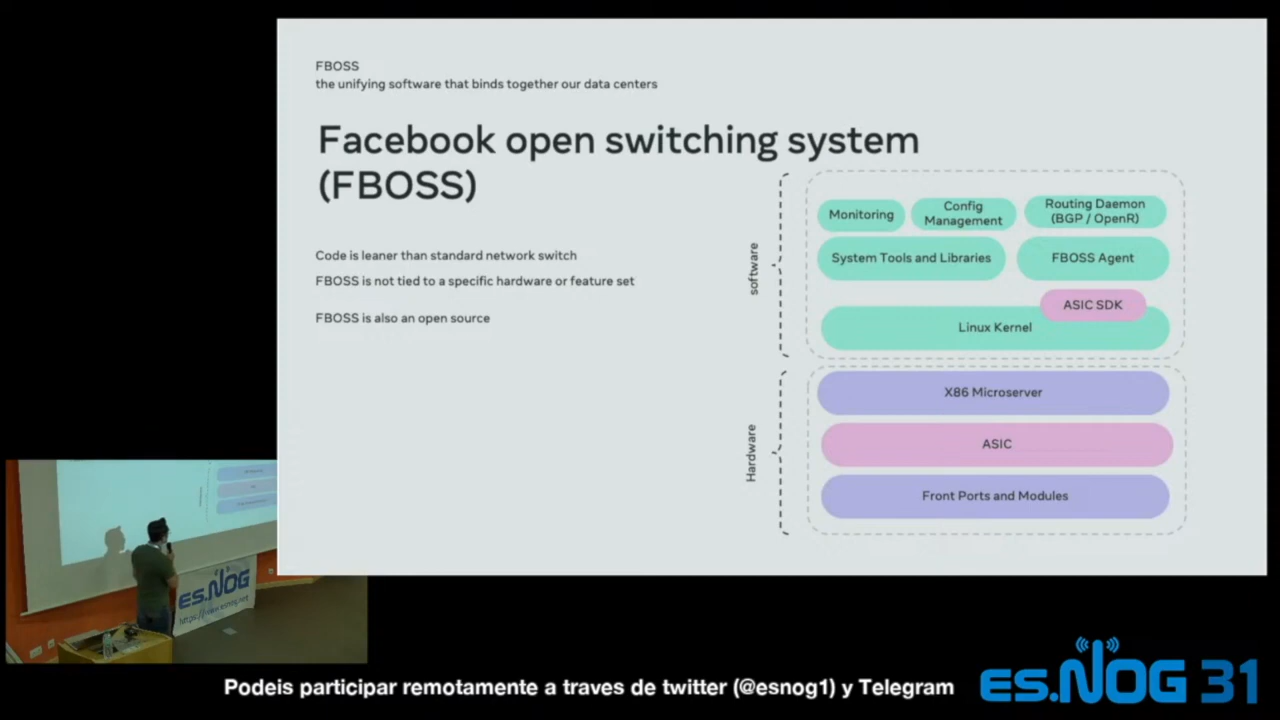 FBOSS
the unifying software that binds together our data centers
Facebook open switching system
(FBOSS)
Code is leaner than standard network switch
FBOSS is not tied to a specific hardware or feature set
FBOSS is also an open source
software
Monitoring
Config
Management
Routing Daemon
(BGP / OpenR)
System Tools and Libraries
FBOSS Agent
ASIC SDK
Linux Kernel
Hardware
X86 Microserver
ASIC
Front Ports and Modules
es.NOG
https://www.esnog.net
Podeis participar remotamente a traves de twitter (@esnog1) y Telegram
es.NOG 31